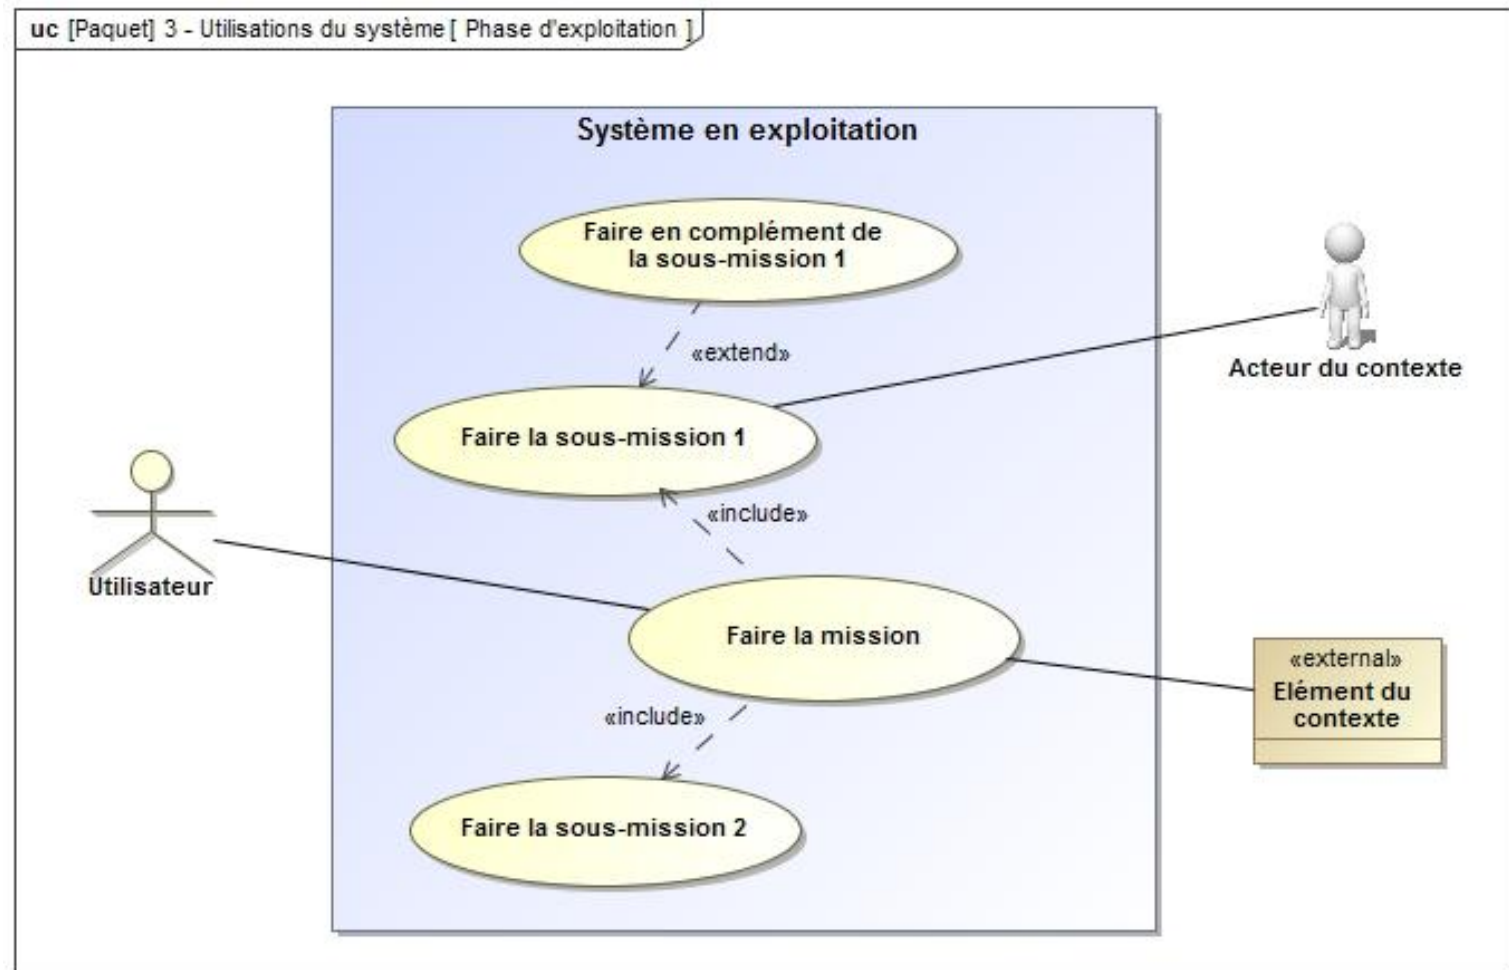 uc [Paquet] 3 - Utilisations du système [ Phase d'exploitation ]
Système en exploitation
Faire en complément de
la sous-mission 1
«extend»
Acteur du contexte
Faire la sous-mission 1
«include»
Utilisateur
Faire la mission
«external»
Elément du
contexte
«include»
Faire la sous-mission 2